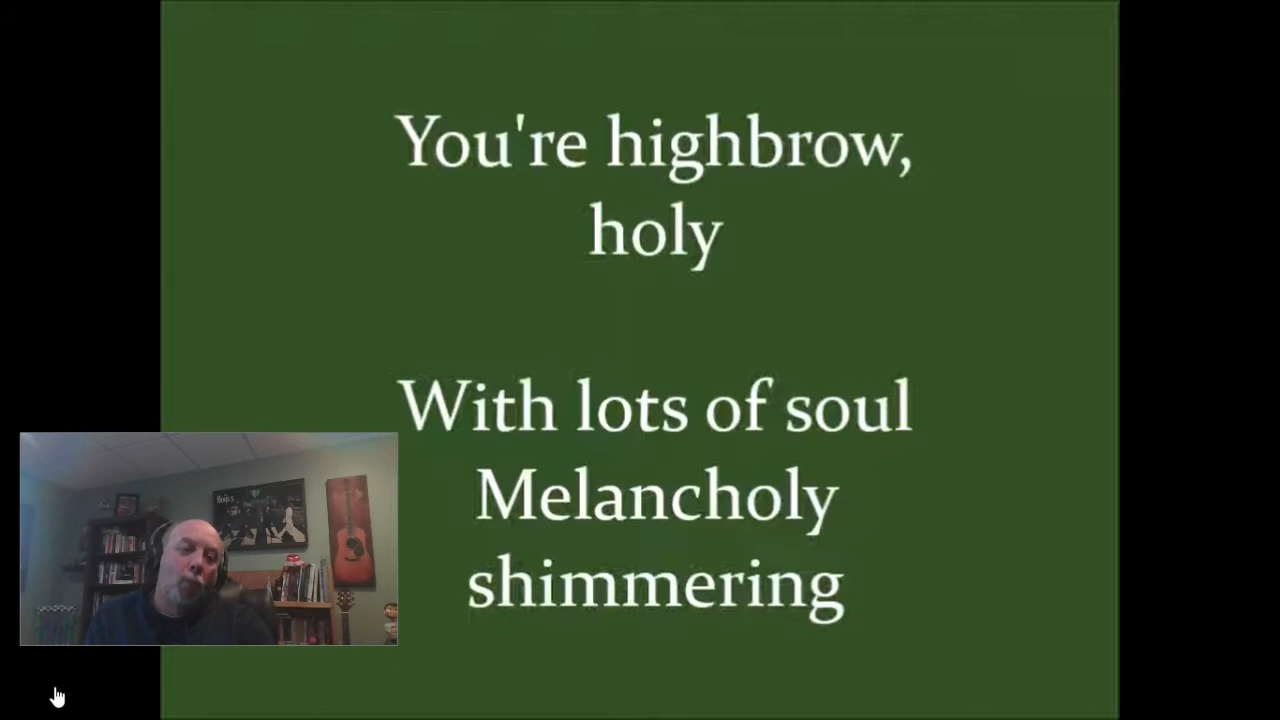 You're highbrow,
holy
With lots of soul
Melancholy
shimmering